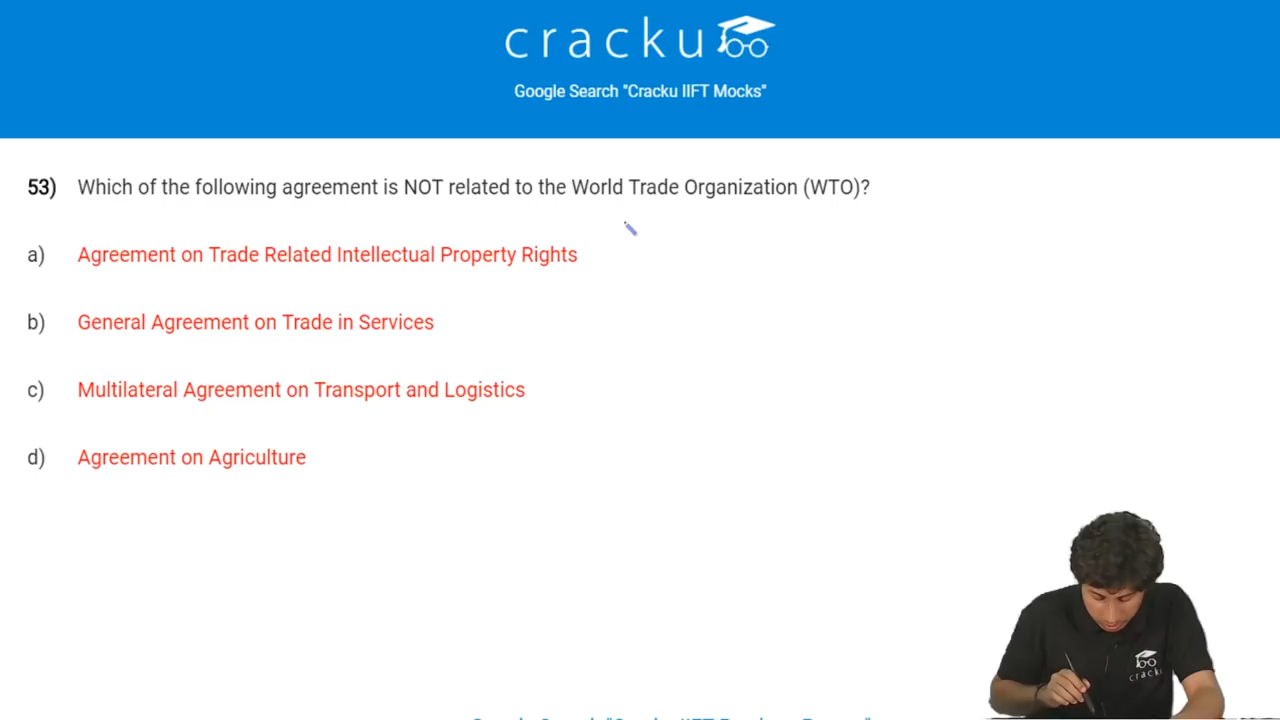 cracku
Google Search "Cracku IIFT Mocks"
53) Which of the following agreement is NOT related to the World Trade Organization (WTO)?
a) Agreement on Trade Related Intellectual Property Rights
b) General Agreement on Trade in Services
c) Multilateral Agreement on Transport and Logistics
d) Agreement on Agriculture
cracku